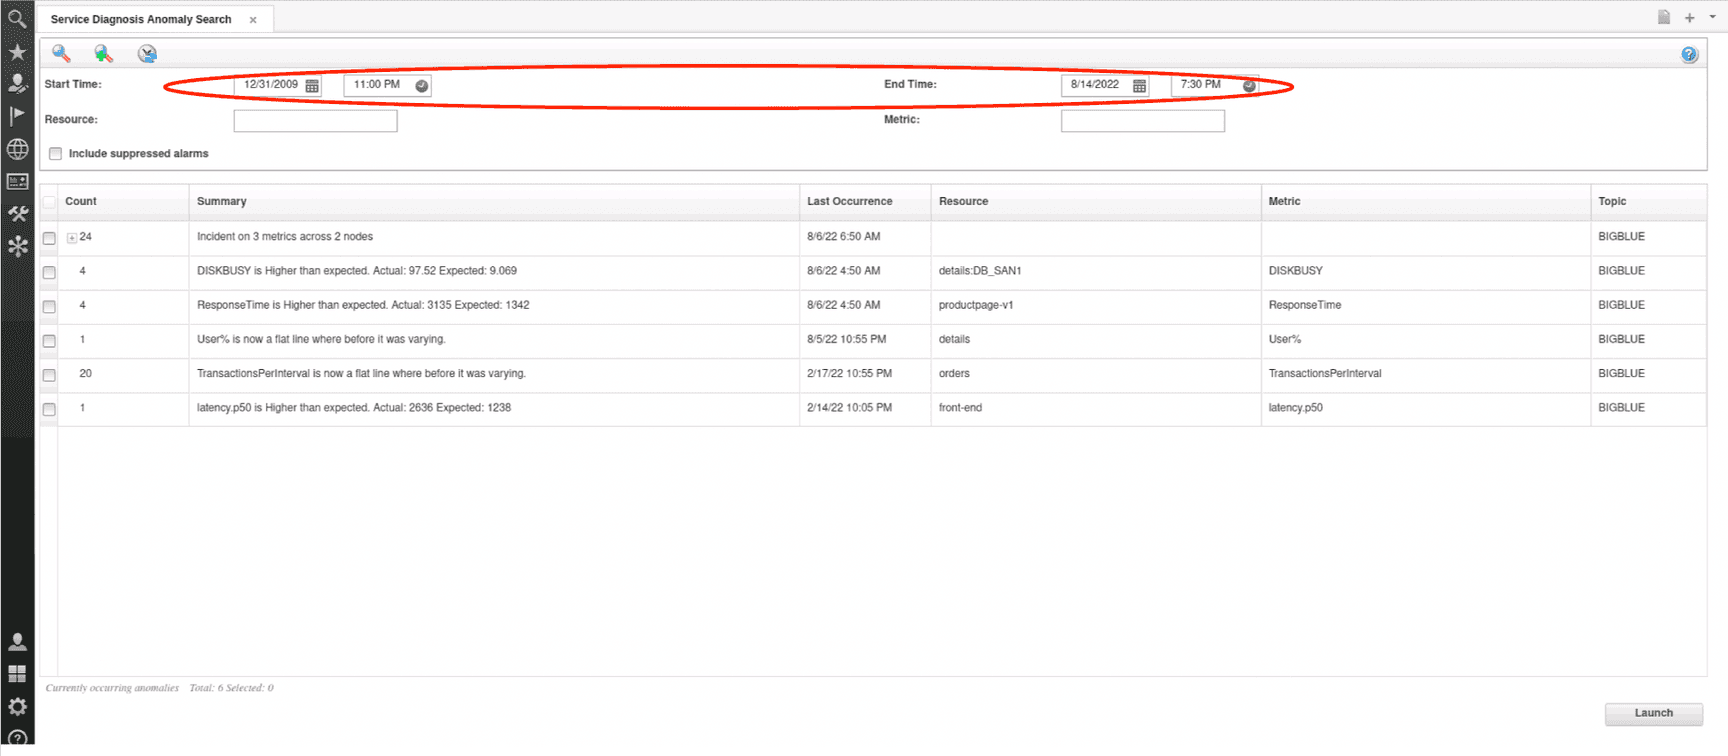 Service Diagnosis Anomaly Search
Start Time: 12/31/2009 11:00 PM End Time: 8/14/2022 7:30 PM
Resource: Metric:
Include suppressed alarms
Count Summary Last Occurrence Resource Metric Topic
24 Incident on 3 metrics across 2 nodes 8/6/22 6:50 AM BIGBLUE
4 DISKBUSY is Higher than expected. Actual: 97.52 Expected: 9.069 8/6/22 4:50 AM details:DB_SAN1 DISKBUSY BIGBLUE
4 ResponseTime is Higher than expected. Actual: 3135 Expected: 1342 8/6/22 4:50 AM productpage-v1 ResponseTime BIGBLUE
1 User% is now a flat line where before it was varying. 8/5/22 10:55 PM details User% BIGBLUE
20 TransactionsPerInterval is now a flat line where before it was varying. 2/17/22 10:55 PM orders TransactionsPerInterval BIGBLUE
1 latency.p50 is Higher than expected. Actual: 2636 Expected: 1238 2/14/22 10:05 PM front-end latency.p50 BIGBLUE
Currently occurring anomalies Total: 6 Selected: 0
Launch